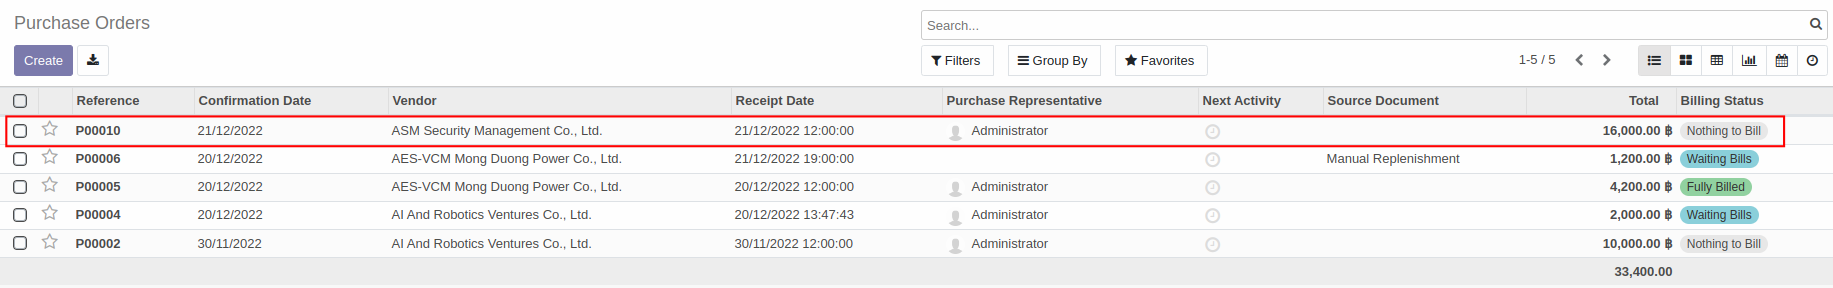 Purchase Orders
Search...
Create
Filters Group By Favorites 1-5 / 5
Reference Confirmation Date Vendor Receipt Date Purchase Representative Next Activity Source Document Total Billing Status
P00010 21/12/2022 ASM Security Management Co., Ltd. 21/12/2022 12:00:00 Administrator 16,000.00 ฿ Nothing to Bill
P00006 20/12/2022 AES-VCM Mong Duong Power Co., Ltd. 21/12/2022 19:00:00 Manual Replenishment 1,200.00 ฿ Waiting Bills
P00005 20/12/2022 AES-VCM Mong Duong Power Co., Ltd. 20/12/2022 12:00:00 Administrator 4,200.00 ฿ Fully Billed
P00004 20/12/2022 AI And Robotics Ventures Co., Ltd. 20/12/2022 13:47:43 Administrator 2,000.00 ฿ Waiting Bills
P00002 30/11/2022 AI And Robotics Ventures Co., Ltd. 30/11/2022 12:00:00 Administrator 10,000.00 ฿ Nothing to Bill
33,400.00